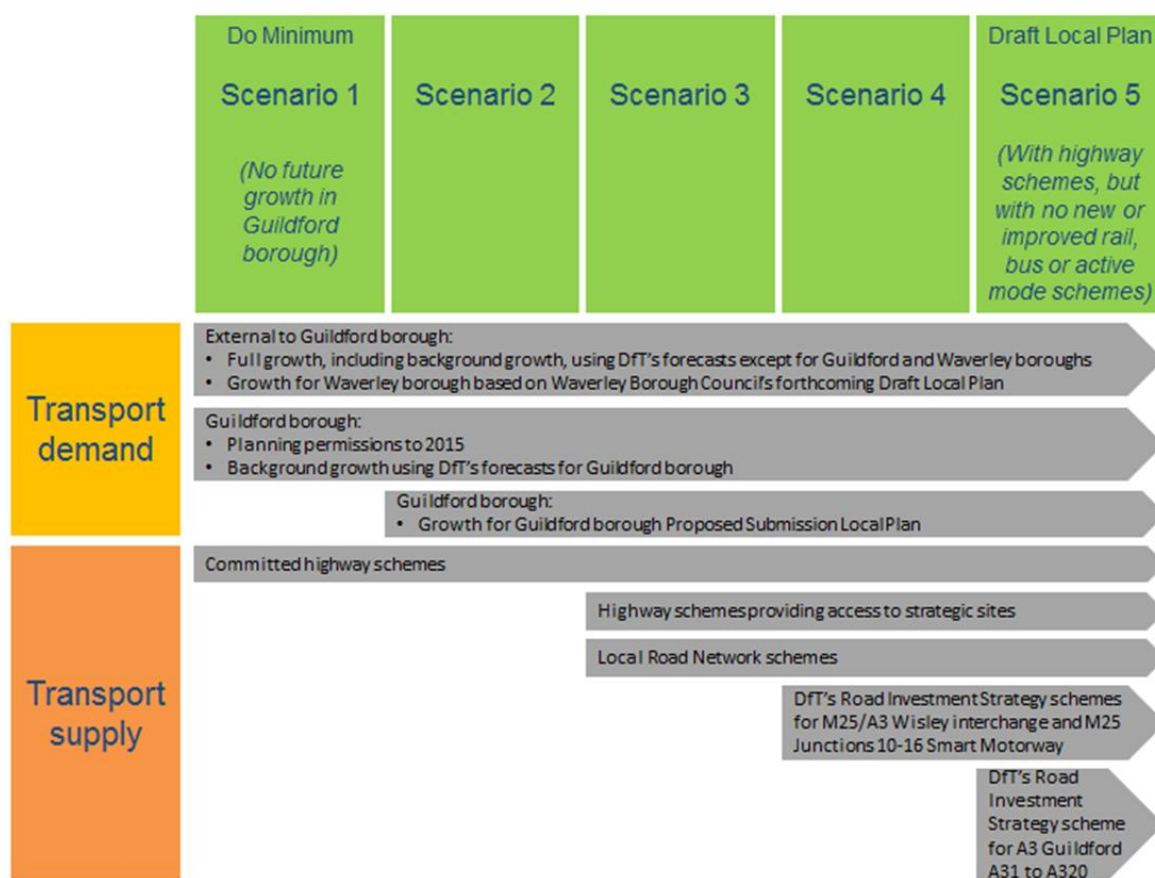 Do Minimum
Scenario 1
(No future
growth in
Guildford
borough)
Scenario 2
Scenario 3
Scenario 4
Draft Local Plan
Scenario 5
(With highway
schemes, but
with no new or
improved rail,
bus or active
mode schemes)
Transport
demand
External to Guildford borough:
• Full growth, including background growth, using DfT's forecasts except for Guildford and Waverley boroughs
• Growth for Waverley borough based on Waverley Borough Council's forthcoming Draft Local Plan
Guildford borough:
• Planning permissions to 2015
• Background growth using DfT's forecasts for Guildford borough
Guildford borough:
• Growth for Guildford borough Proposed Submission Local Plan
Transport
supply
Committed highway schemes
Highway schemes providing access to strategic sites
Local Road Network schemes
DfT's Road Investment Strategy schemes
for M25/A3 Wisley interchange and M25
Junctions 10-16 Smart Motorway
DfT's Road
Investment
Strategy scheme
for A3 Guildford
A31 to A320